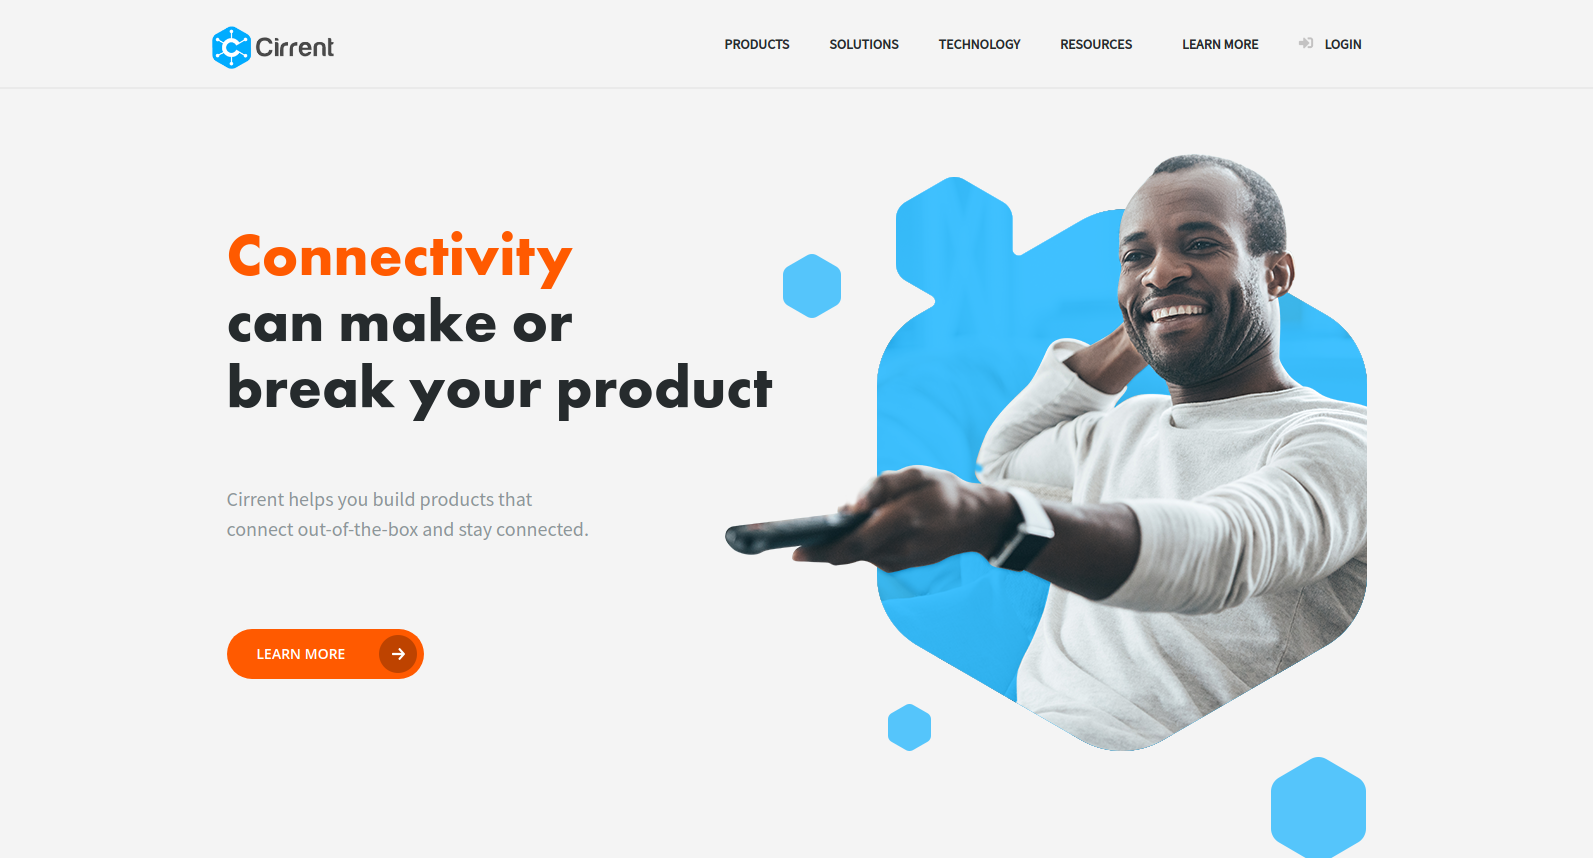 Cirrent
PRODUCTS
SOLUTIONS
TECHNOLOGY
RESOURCES
LEARN MORE
LOGIN
Connectivity
can make or
break your product
Cirrent helps you build products that
connect out-of-the-box and stay connected.
LEARN MORE